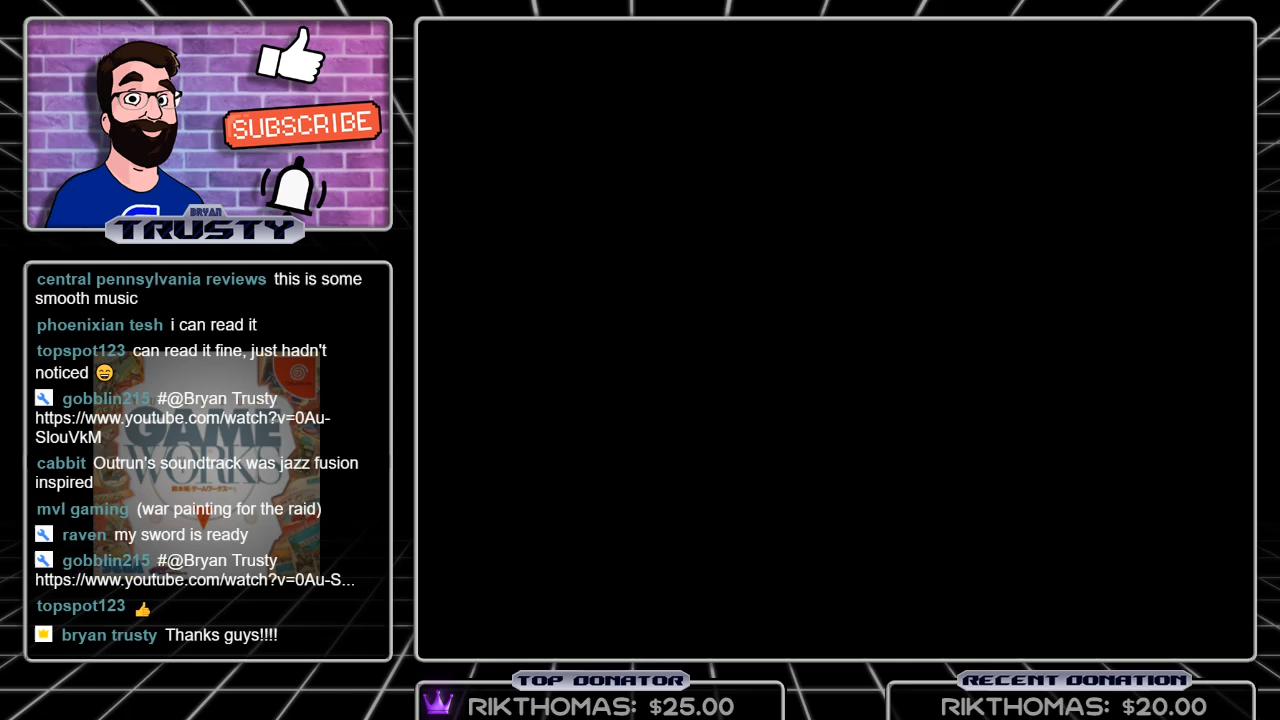 SUBSCRIBE
BRYAN
TRUSTY
central pennsylvania reviews this is some
smooth music
phoenixian tesh i can read it
topspot123 can read it fine, just hadn't
noticed 😄
gobblin215 #@Bryan Trusty
https://www.youtube.com/watch?v=0Au-
SlouVkM
GAME
cabbit Outrun's soundtrack was jazz fusion
WORKS
inspired
mvl gaming (war painting for the raid)
raven my sword is ready
gobblin215 #@Bryan Trusty
https://www.youtube.com/watch?v=0Au-S...
topspot123 👍
bryan trusty Thanks guys!!!!
TOP DONATOR
RIKTHOMAS: $25.00
RECENT DONATION
RIKTHOMAS: $20.00